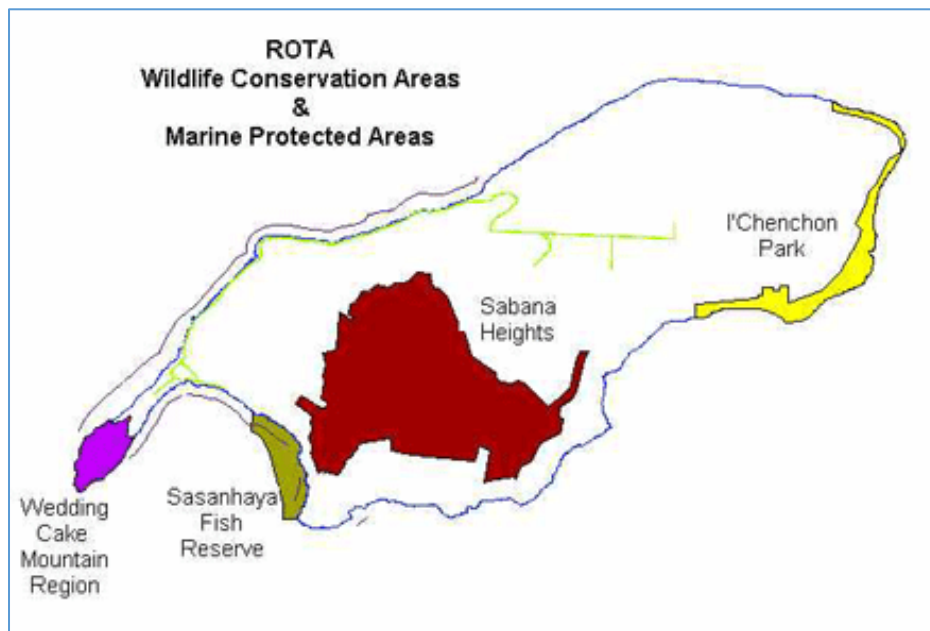 ROTA
Wildlife Conservation Areas
&
Marine Protected Areas
I'Chenchon
Park
Sabana
Heights
Wedding
Cake
Mountain
Region
Sasanhaya
Fish
Reserve